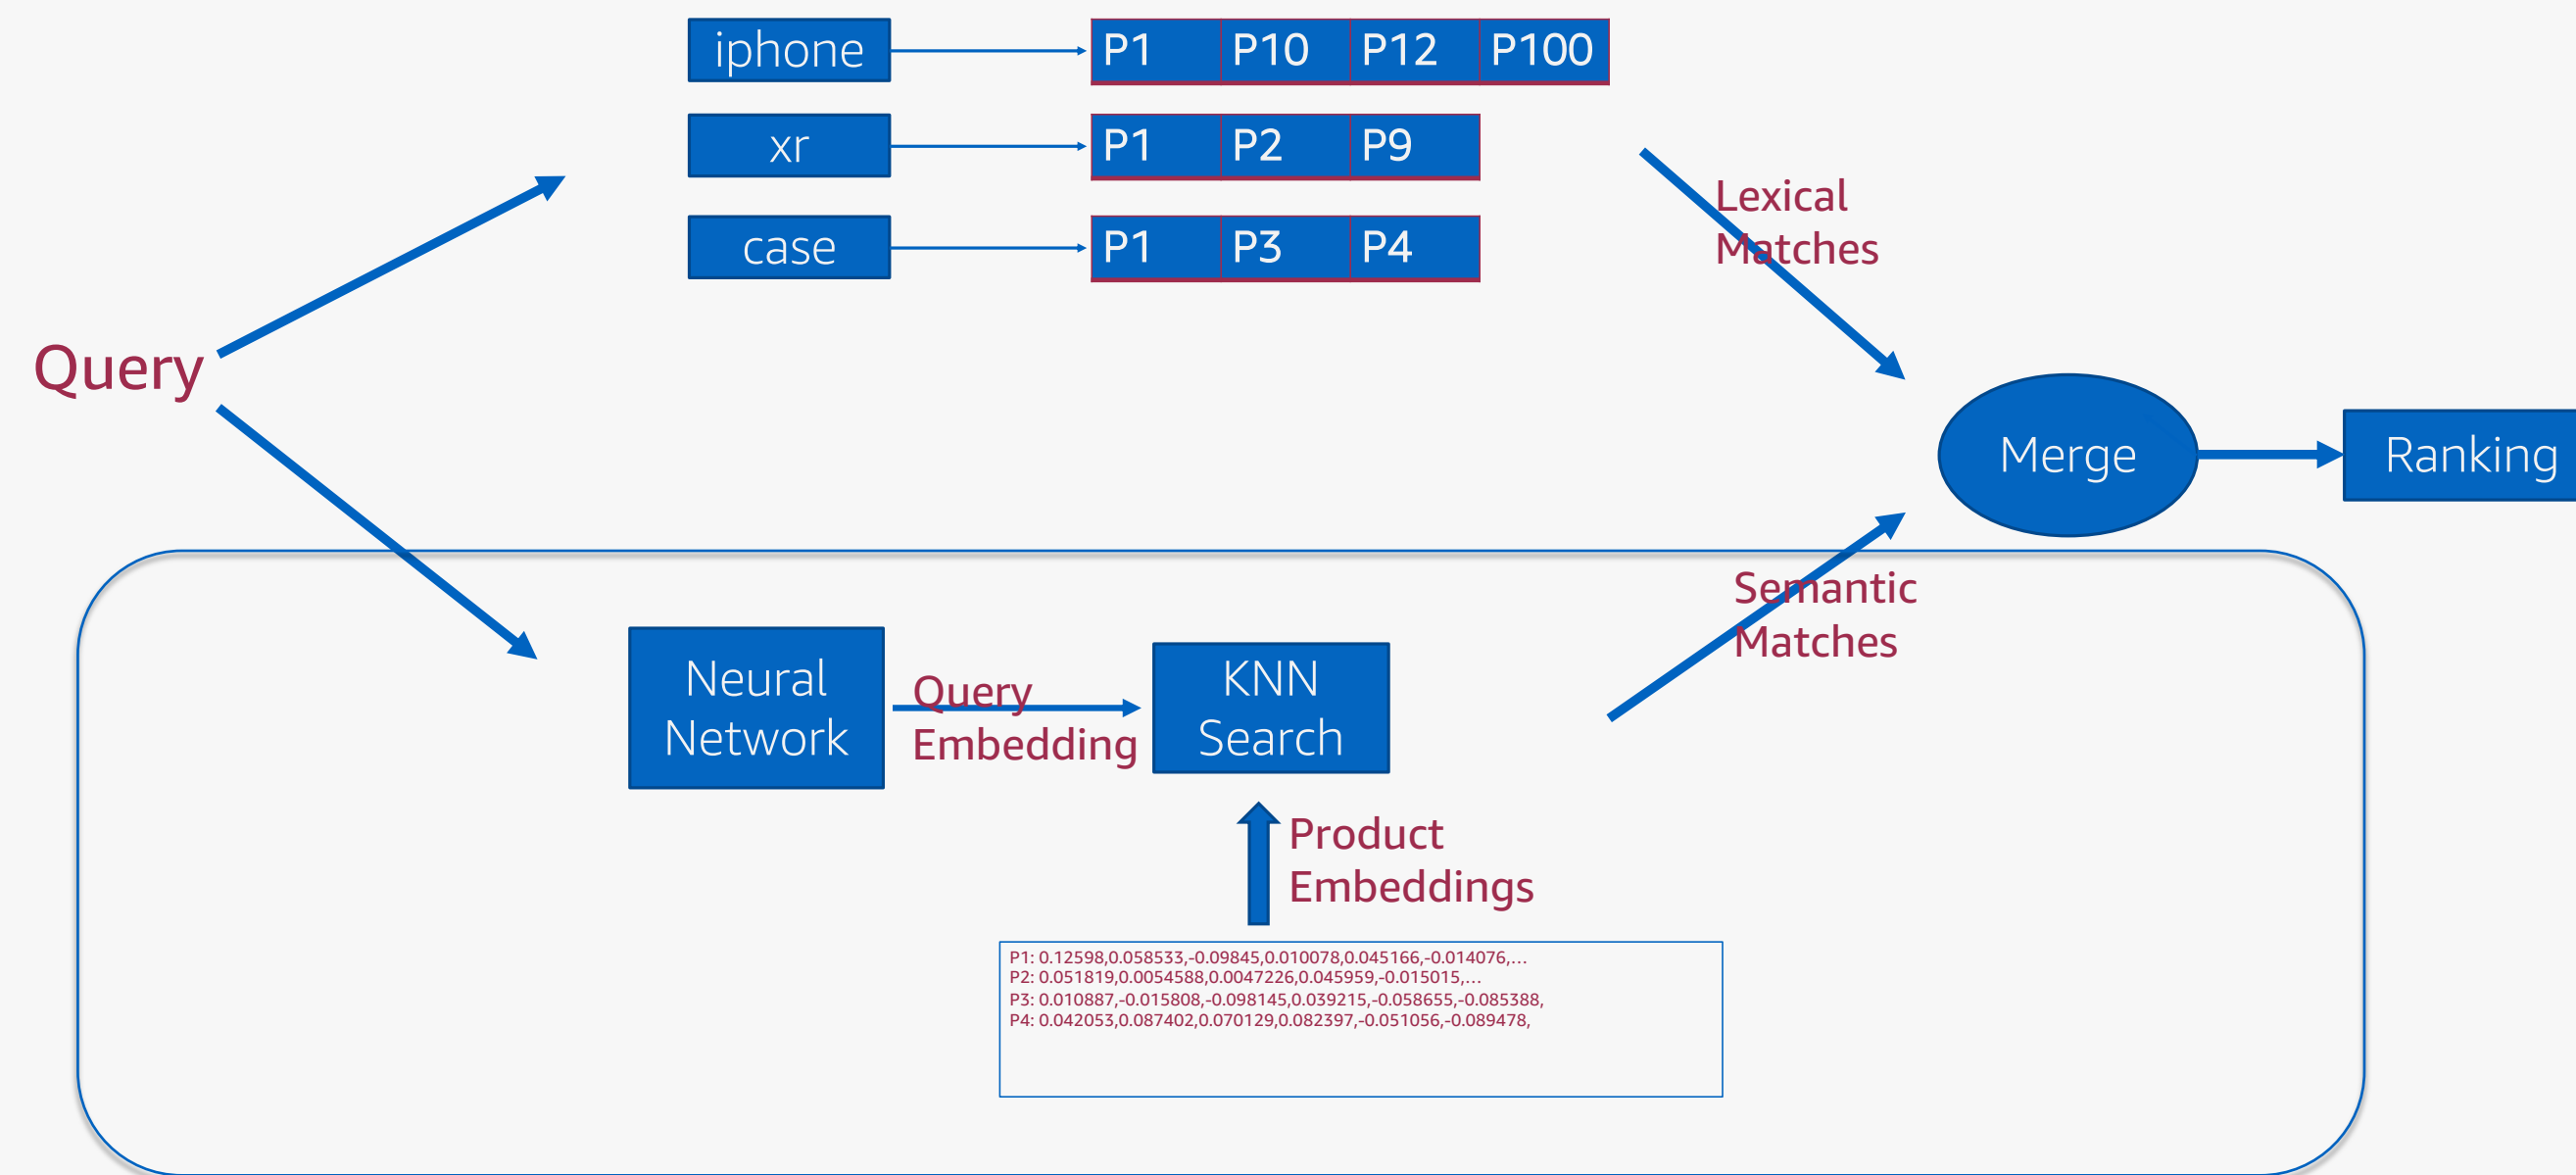 iphone
P1 P10 P12 P100
xr
P1 P2 P9
case
P1 P3 P4
Lexical
Matches
Query
Merge
Ranking
Semantic
Matches
Neural
Network
Query
Embedding
KNN
Search
Product
Embeddings
P1: 0.12598,0.058533,-0.09845,0.010078,0.045166,-0.014076,...
P2: 0.051819,0.0054588,0.0047226,0.045959,-0.015015,...
P3: 0.010887,-0.015808,-0.098145,0.039215,-0.058655,-0.085388,
P4: 0.042053,0.087402,0.070129,0.082397,-0.051056,-0.089478,